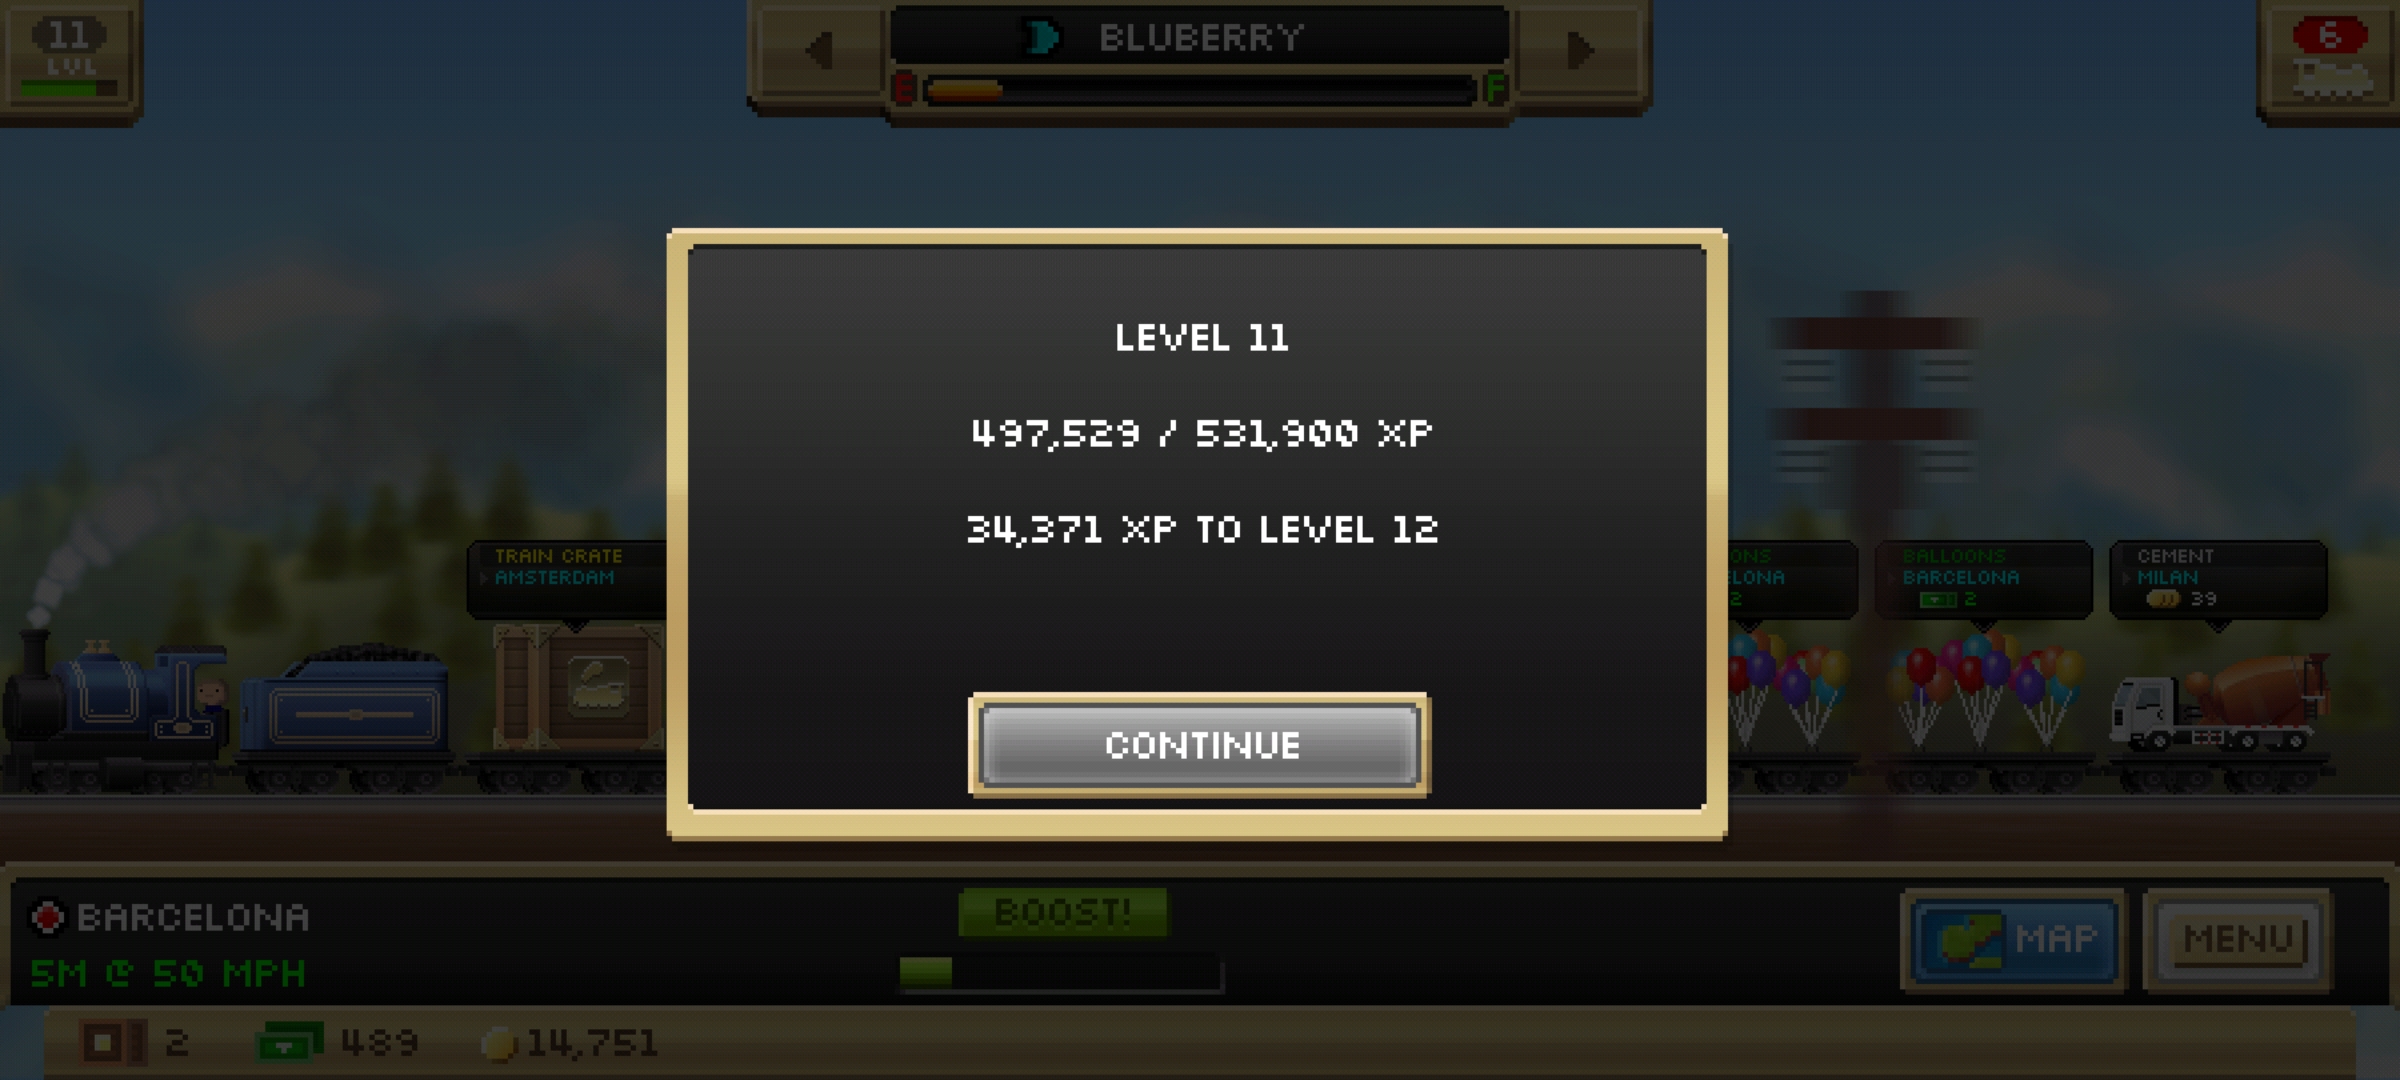 11
LVL
BLUBERRY
E
F
6
LEVEL 11
497,529 / 531,900 XP
34,371 XP TO LEVEL 12
CONTINUE
TRAIN CRATE
AMSTERDAM
ONS
ELONA
2
BALLOONS
BARCELONA
2
CEMENT
MILAN
39
BARCELONA
5M @ 50 MPH
BOOST!
MAP
MENU
2
489
14,751